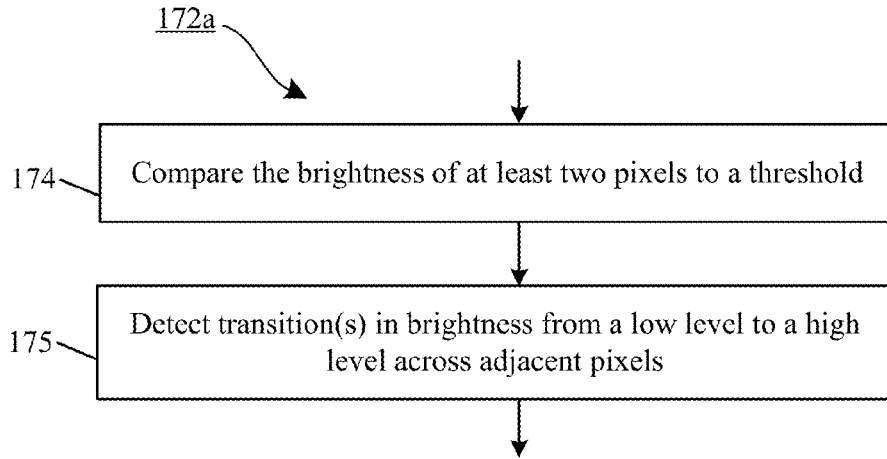 172a
174
Compare the brightness of at least two pixels to a threshold
175
Detect transition(s) in brightness from a low level to a high
level across adjacent pixels